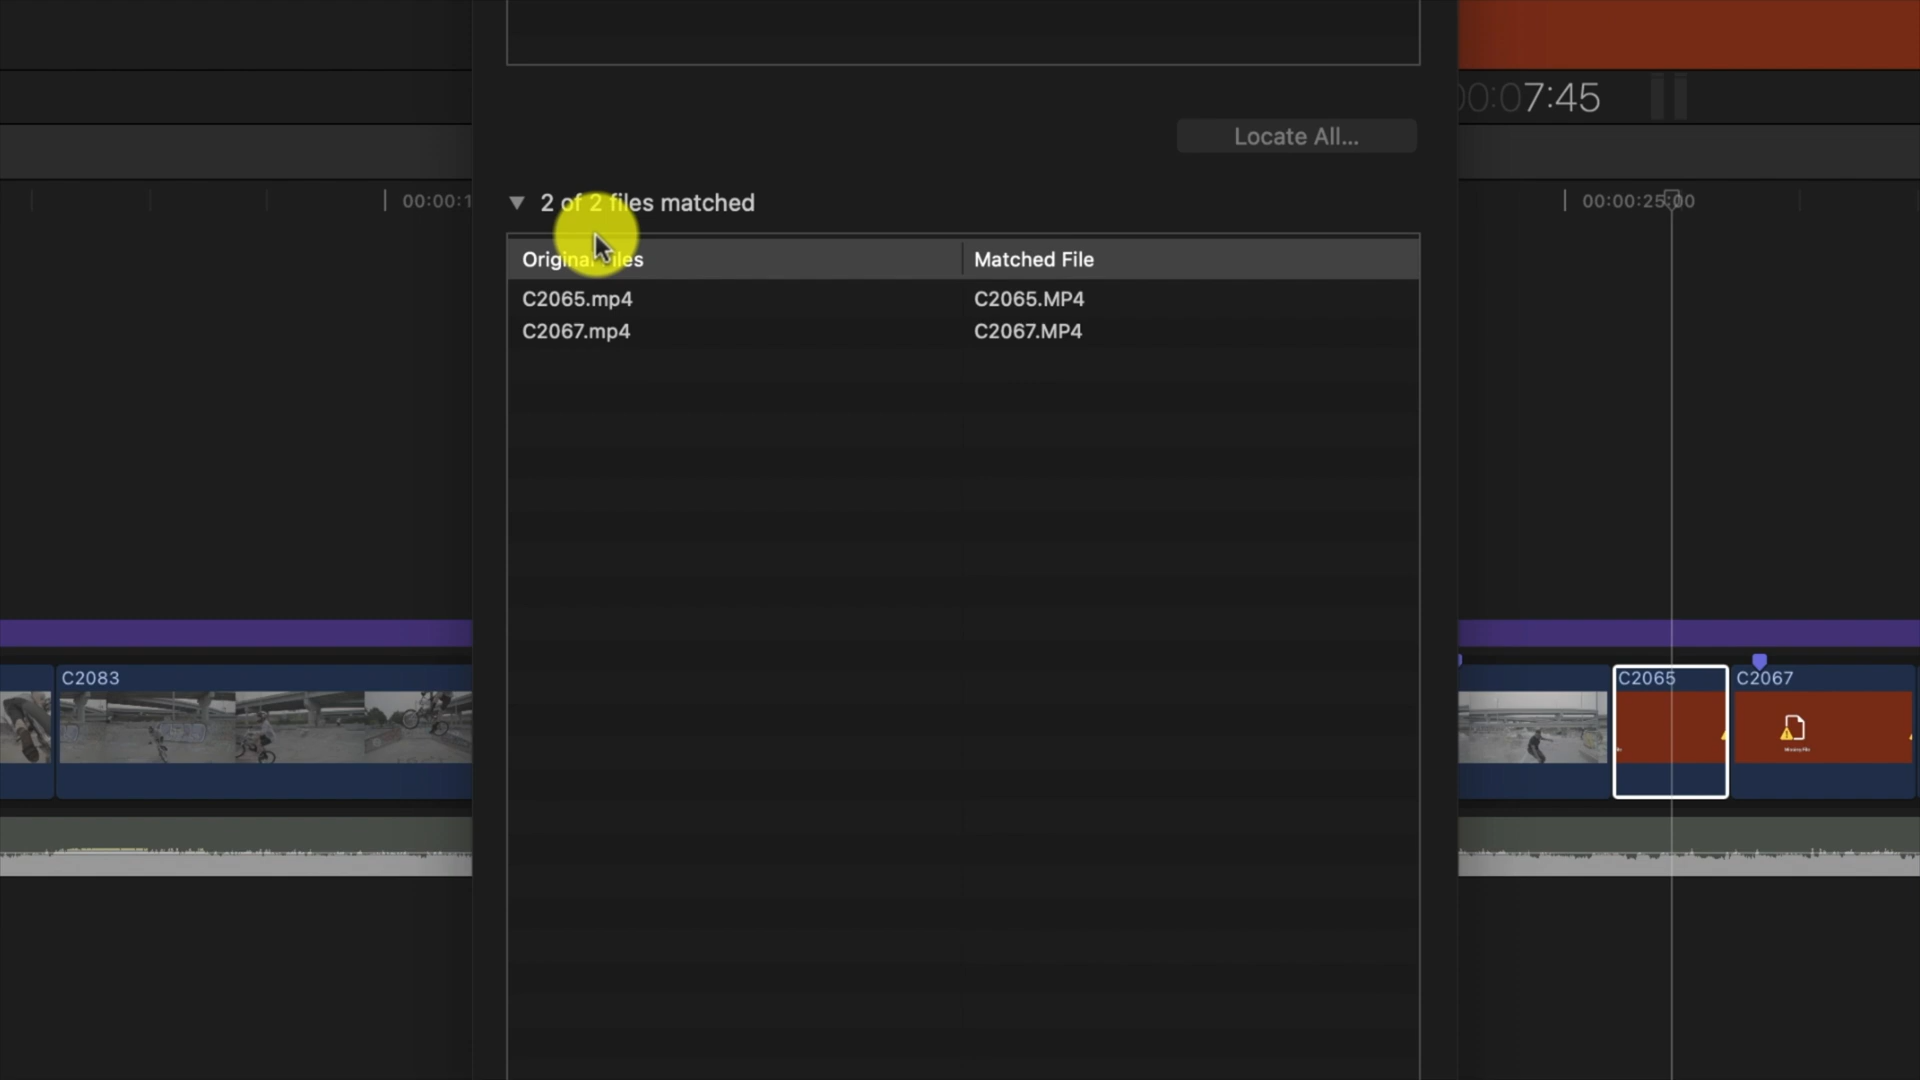 00:07:45
Locate All...
00:00:1
2 of 2 files matched
00:00:25:00
Original Files
Matched File
C2065.mp4
C2065.MP4
C2067.mp4
C2067.MP4
C2083
C2065
C2067